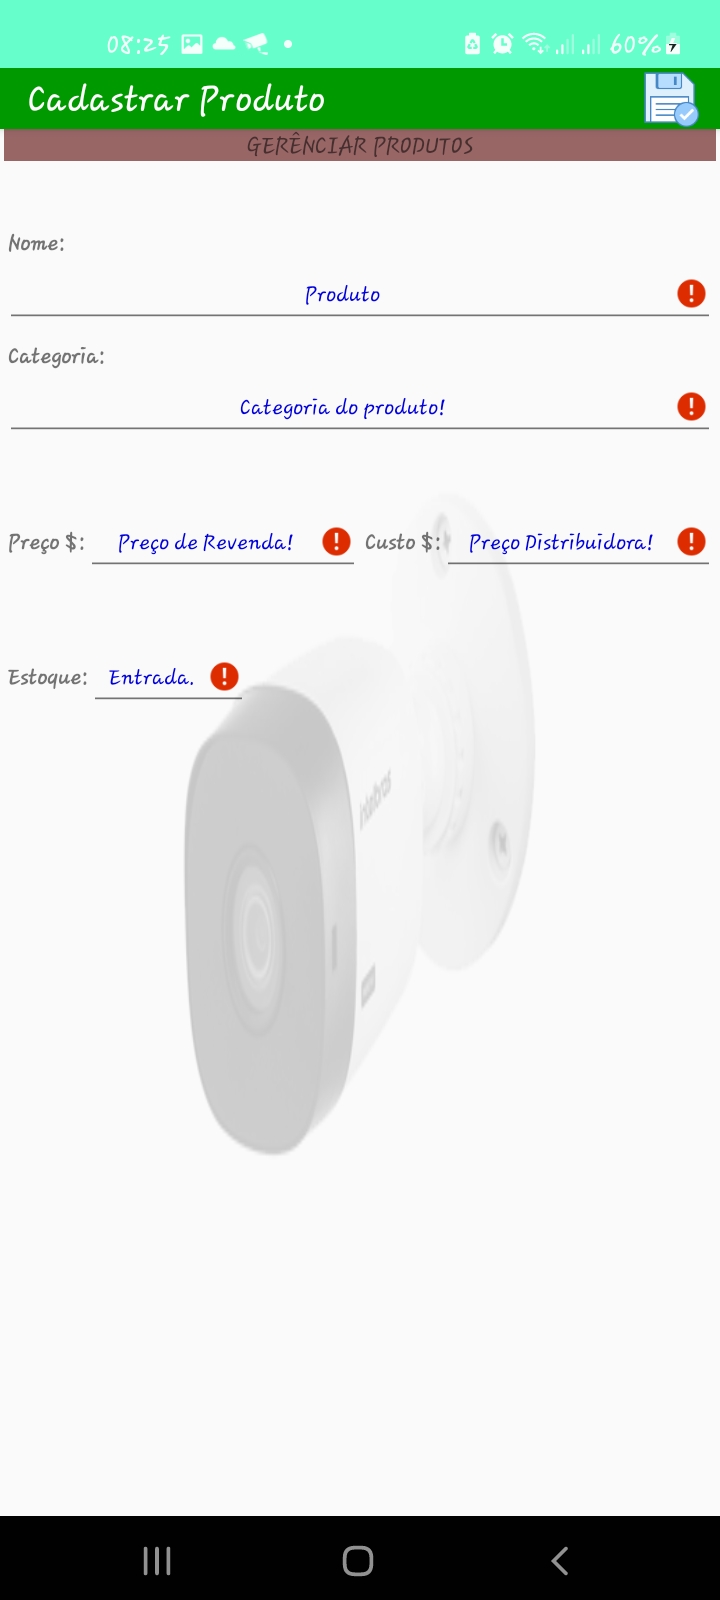 08:25 60%
Cadastrar Produto
GERÊNCIAR PRODUTOS
Nome:
Produto
Categoria:
Categoria do produto!
Preço $: Preço de Revenda! Custo $: Preço Distribuidora!
Estoque: Entrada.
intelbras